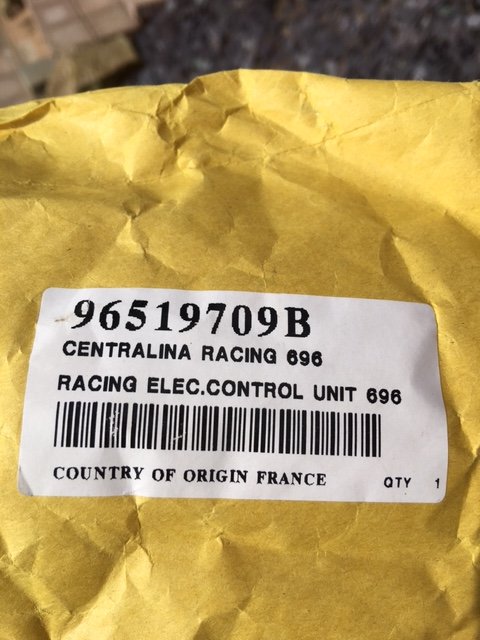 96519709B
CENTRALINA RACING 696
RACING ELEC.CONTROL UNIT 696
COUNTRY OF ORIGIN FRANCE QTY 1